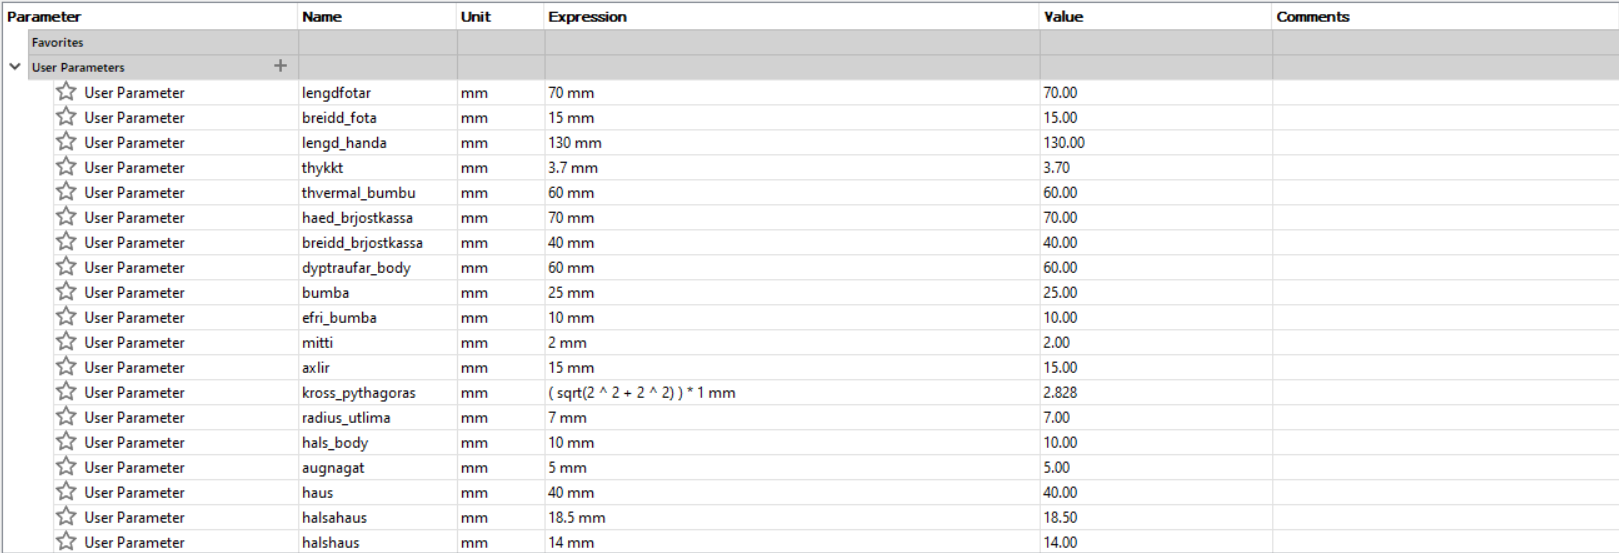 Parameter Name Unit Expression Value Comments
Favorites
User Parameters +
User Parameter lengdfotar mm 70 mm 70.00
User Parameter breidd_fota mm 15 mm 15.00
User Parameter lengd_handa mm 130 mm 130.00
User Parameter thykkt mm 3.7 mm 3.70
User Parameter thvermal_bumbu mm 60 mm 60.00
User Parameter haed_brjostkassa mm 70 mm 70.00
User Parameter breidd_brjostkassa mm 40 mm 40.00
User Parameter dyptraufar_body mm 60 mm 60.00
User Parameter bumba mm 25 mm 25.00
User Parameter efri_bumba mm 10 mm 10.00
User Parameter mitti mm 2 mm 2.00
User Parameter axlir mm 15 mm 15.00
User Parameter kross_pythagoras mm ( sqrt(2 ^ 2 + 2 ^ 2) ) * 1 mm 2.828
User Parameter radius_utlima mm 7 mm 7.00
User Parameter hals_body mm 10 mm 10.00
User Parameter augnagat mm 5 mm 5.00
User Parameter haus mm 40 mm 40.00
User Parameter halsahaus mm 18.5 mm 18.50
User Parameter halshaus mm 14 mm 14.00